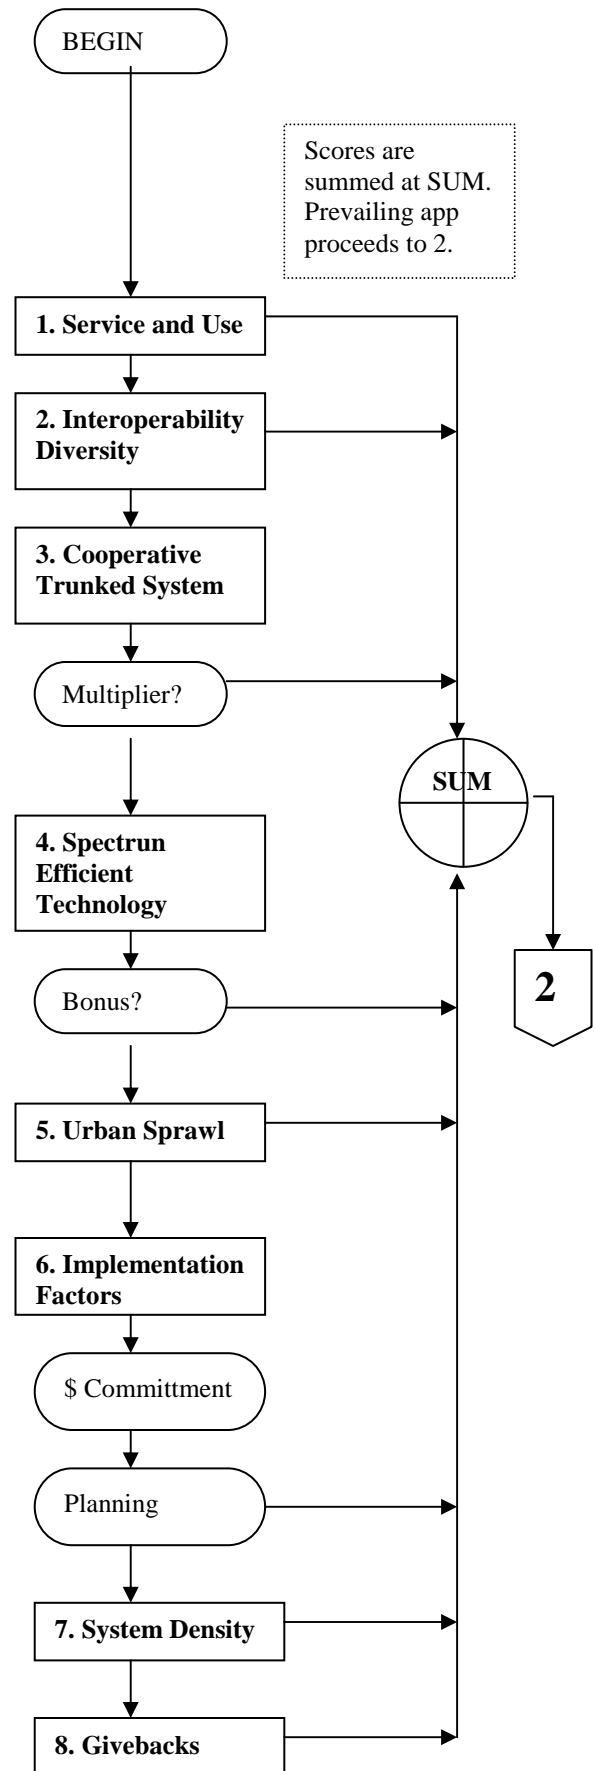 BEGIN
Scores are
summed at SUM.
Prevailing app
proceeds to 2.
1. Service and Use
2. Interoperability
Diversity
3. Cooperative
Trunked System
Multiplier?
SUM
4. Spectrun
Efficient
Technology
2
Bonus?
5. Urban Sprawl
6. Implementation
Factors
$ Committment
Planning
7. System Density
8. Givebacks